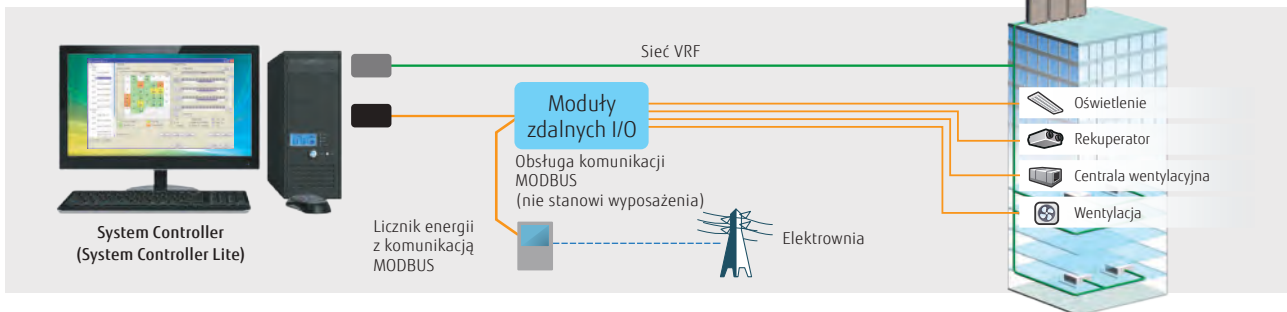 Sieć VRF
Moduły
zdalnych I/O
Obsługa komunikacji
MODBUS
(nie stanowi wyposażenia)
System Controller
(System Controller Lite)
Licznik energii
z komunikacją
MODBUS
Elektrownia
Oświetlenie
Rekuperator
Centrala wentylacyjna
Wentylacja